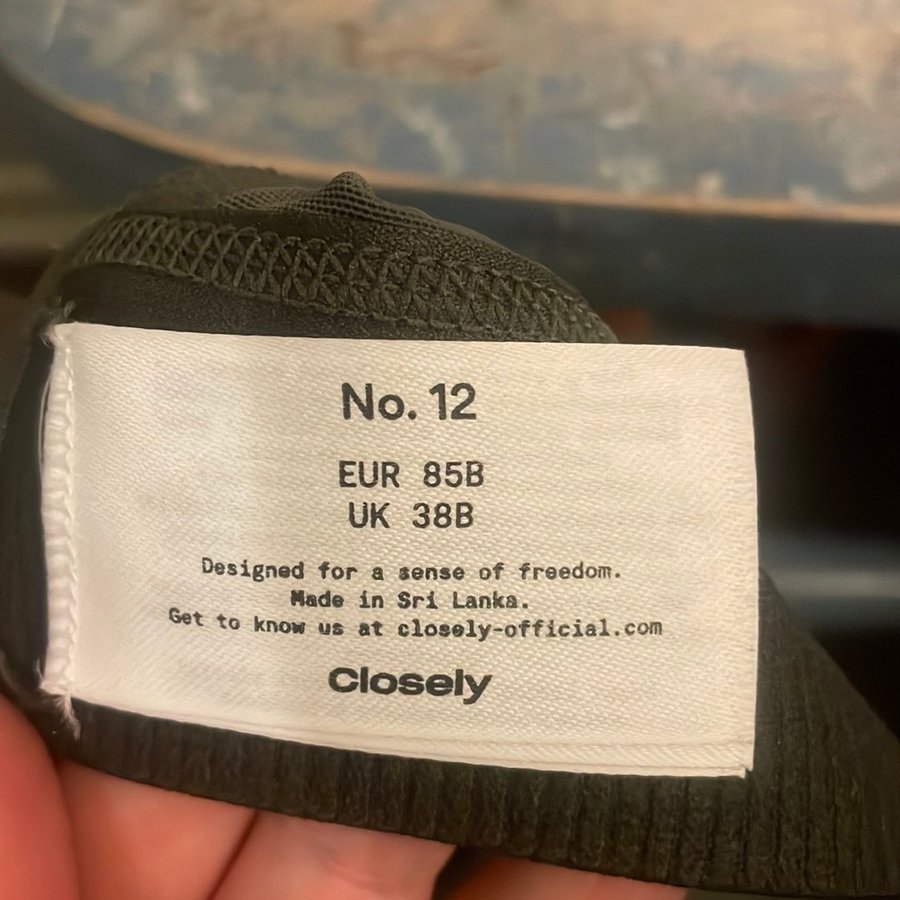 No. 12
EUR 85B
UK 38B
Designed for a sense of freedom.
Made in Sri Lanka.
Get to know us at closely-official.com
Closely